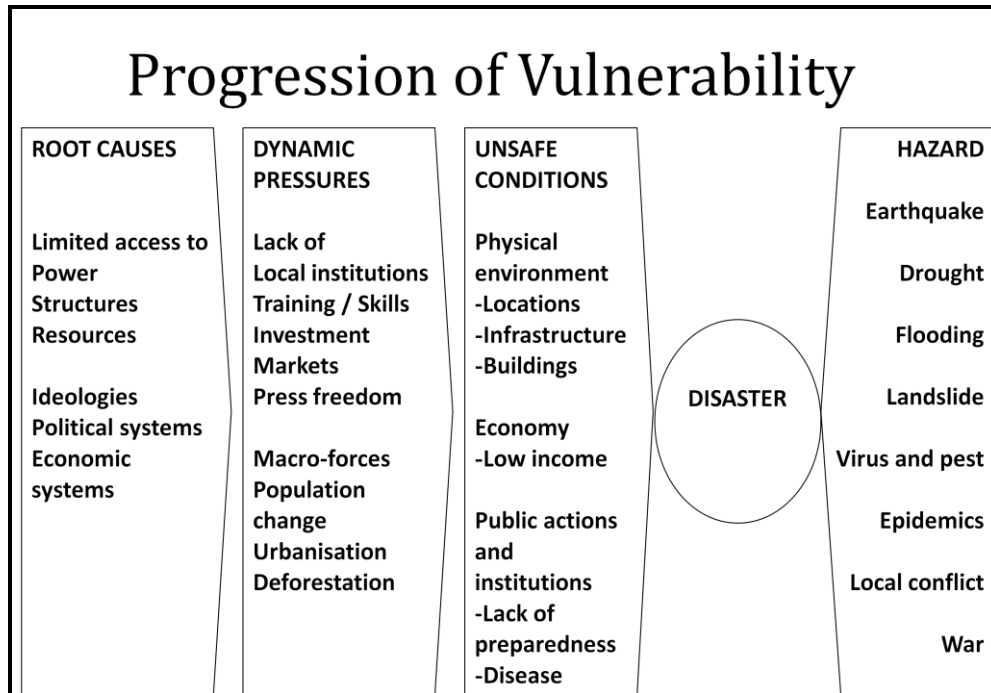 Progression of Vulnerability
ROOT CAUSES
Limited access to
Power
Structures
Resources
Ideologies
Political systems
Economic
systems
DYNAMIC
PRESSURES
Lack of
Local institutions
Training / Skills
Investment
Markets
Press freedom
Macro-forces
Population
change
Urbanisation
Deforestation
UNSAFE
CONDITIONS
Physical
environment
-Locations
-Infrastructure
-Buildings
Economy
-Low income
Public actions
and
institutions
-Lack of
preparedness
-Disease
DISASTER
HAZARD
Earthquake
Drought
Flooding
Landslide
Virus and pest
Epidemics
Local conflict
War